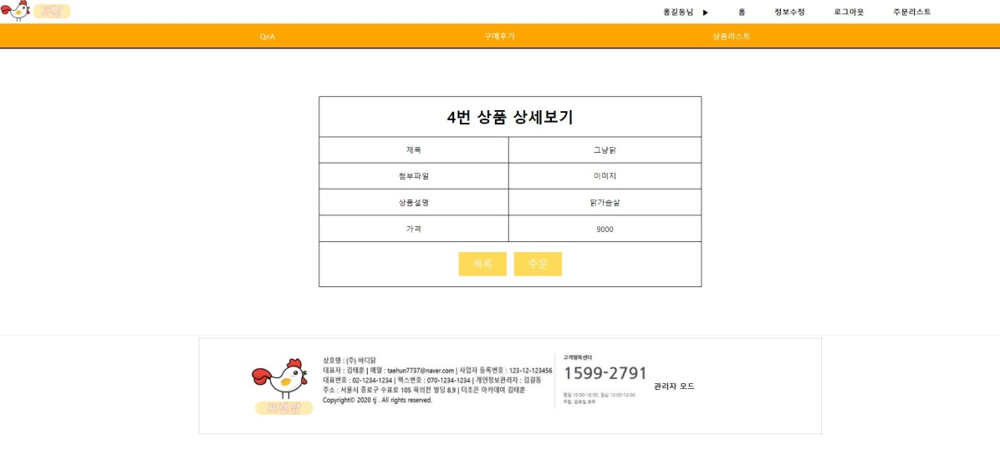 프렌닭
홍길동님 ▶ 홈 정보수정 로그아웃 주문리스트
QnA 구매후기 상품리스트
4번 상품 상세보기
제목 그냥닭
첨부파일 이미지
상품설명 닭가슴살
가격 9000
목록 주문
상호명 : (주) 바디닭
대표자 : 김태훈 | 메일 : taehun7737@naver.com | 사업자 등록번호 : 123-12-123456
대표번호 : 02-1234-1234 | 팩스번호 : 070-1234-1234 | 개인정보관리자 : 김길동
주소 : 서울시 종로구 수표로 105 육의전 빌딩 8,9 | 더조은 아카데미 김태훈
Copyright© 2020 tj . All rights reserved.
프렌닭
고객행복센터
1599-2791
평일 10:00-18:00, 점심 13:00-14:00
주말, 공휴일 휴무
관리자 모드